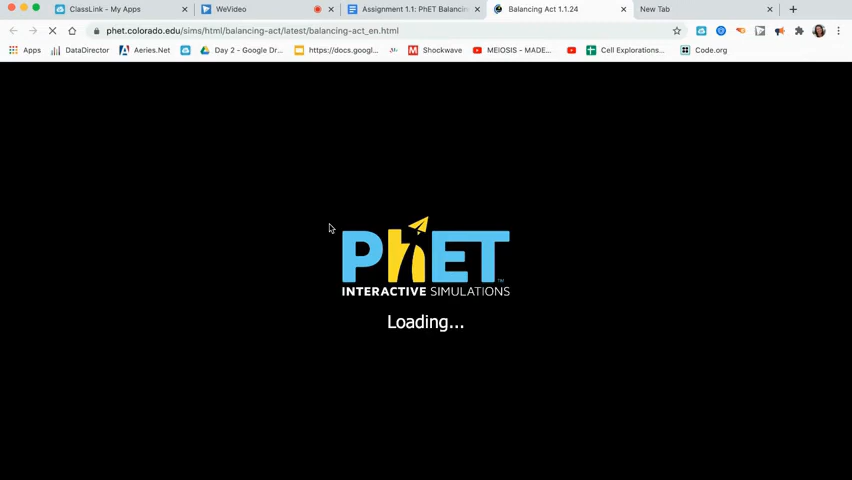 ClassLink - My Apps
WeVideo
Assignment 1.1: PhET Balancin
Balancing Act 1.1.24
New Tab
phet.colorado.edu/sims/html/balancing-act/latest/balancing-act_en.html
Apps
DataDirector
Aeries.Net
Day 2 - Google Dr...
https://docs.googl...
Shockwave
MEIOSIS - MADE...
Cell Explorations...
Code.org
PhET
INTERACTIVE SIMULATIONS
Loading...